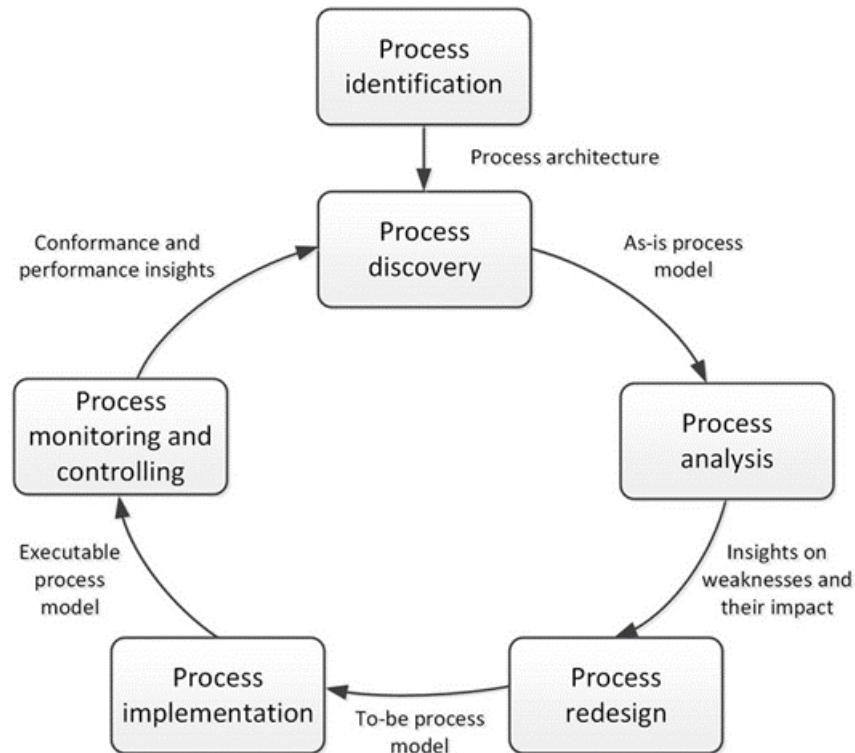 Process
identification
Process architecture
Process
discovery
As-is process
model
Process
analysis
Insights on
weaknesses and
their impact
Process
redesign
To-be process
model
Process
implementation
Executable
process
model
Process
monitoring and
controlling
Conformance and
performance insights